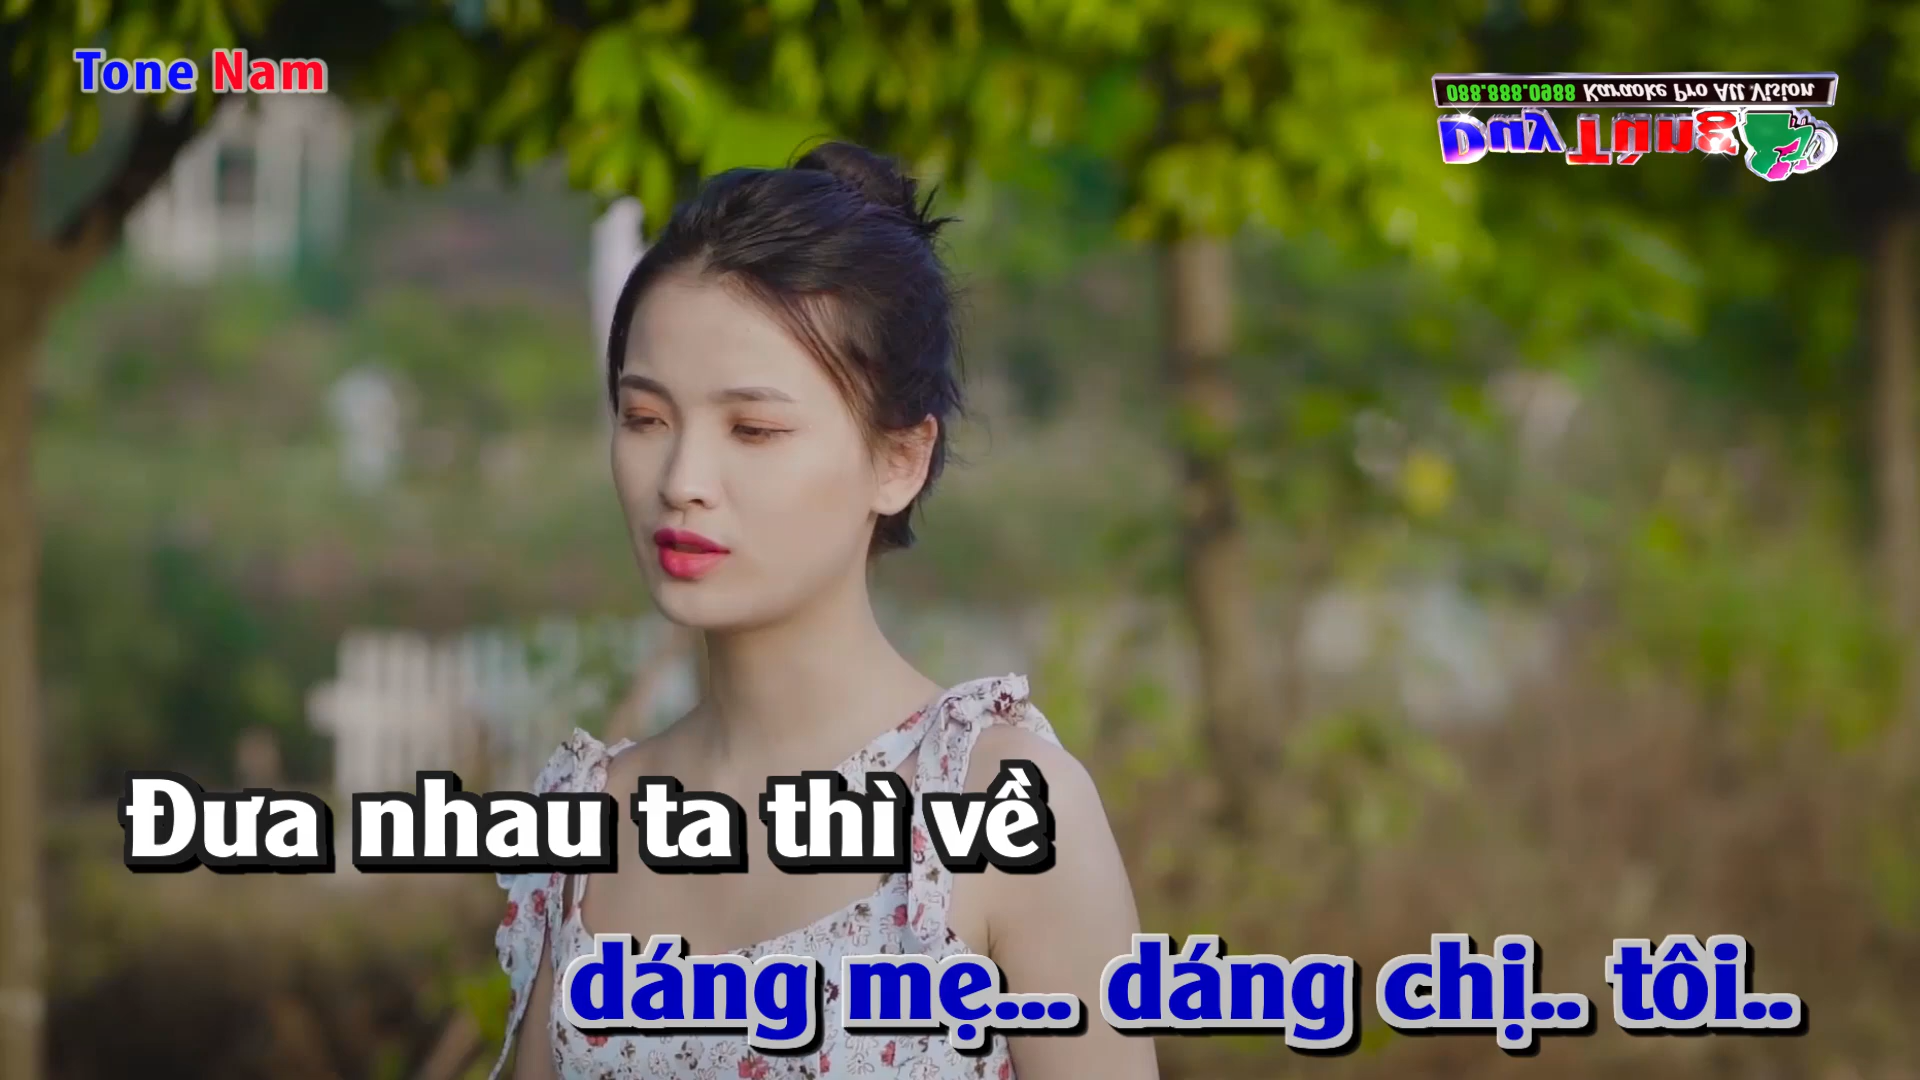 Tone Nam
088.888.0988 Karaoke Pro All Vision
Duy Tùng
Đưa nhau ta thì về
dáng mẹ... dáng chị.. tôi..